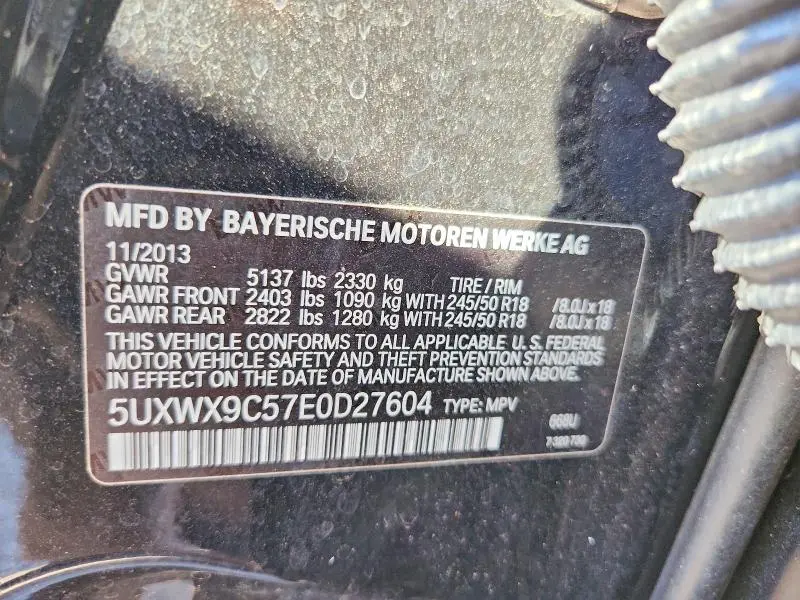 MFD BY BAYERISCHE MOTOREN WERKE AG
11/2013
GVWR 5137 lbs 2330 kg TIRE / RIM
GAWR FRONT 2403 lbs 1090 kg WITH 245/50 R18 /8.0J x 18
GAWR REAR 2822 lbs 1280 kg WITH 245/50 R18 /8.0J x 18
THIS VEHICLE CONFORMS TO ALL APPLICABLE U.S. FEDERAL
MOTOR VEHICLE SAFETY AND THEFT PREVENTION STANDARDS
IN EFFECT ON THE DATE OF MANUFACTURE SHOWN ABOVE.
5UXWX9C57E0D27604 TYPE: MPV 668U
7 320 730